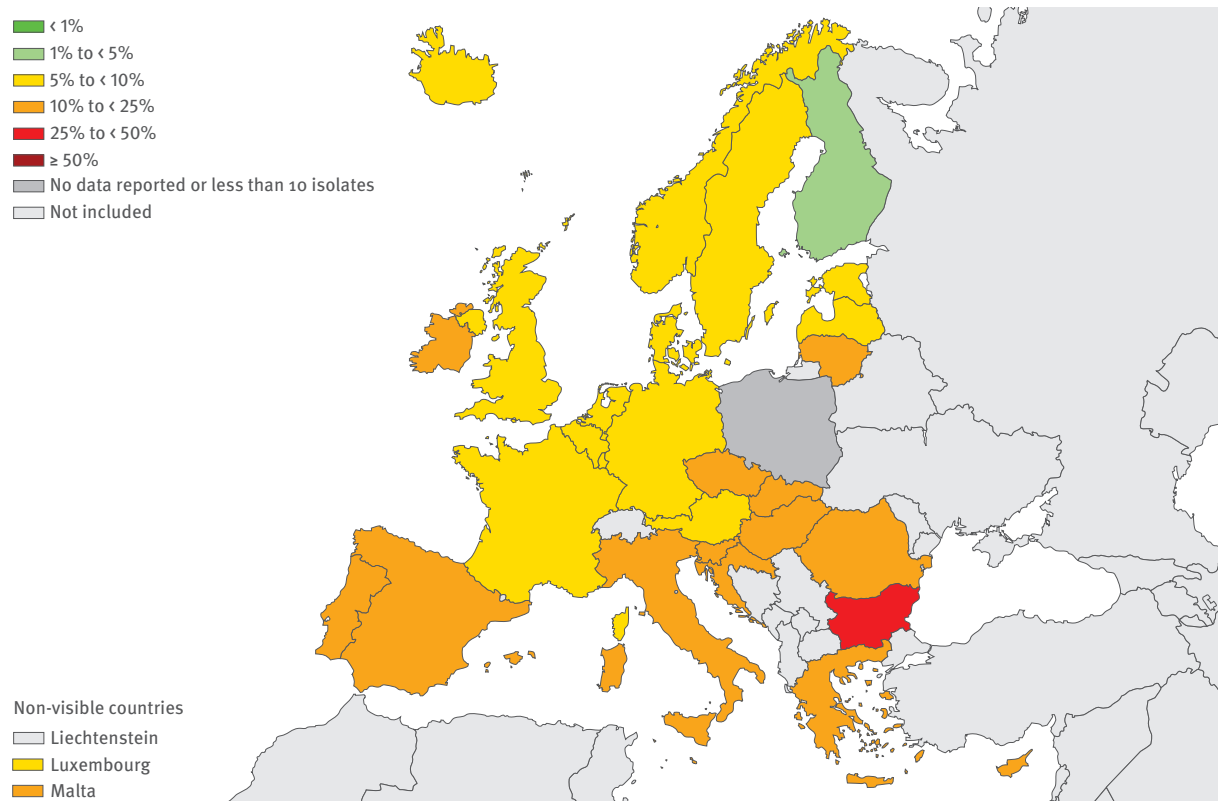 < 1%
1% to < 5%
5% to < 10%
10% to < 25%
25% to < 50%
≥ 50%
No data reported or less than 10 isolates
Not included
Non-visible countries
Liechtenstein
Luxembourg
Malta